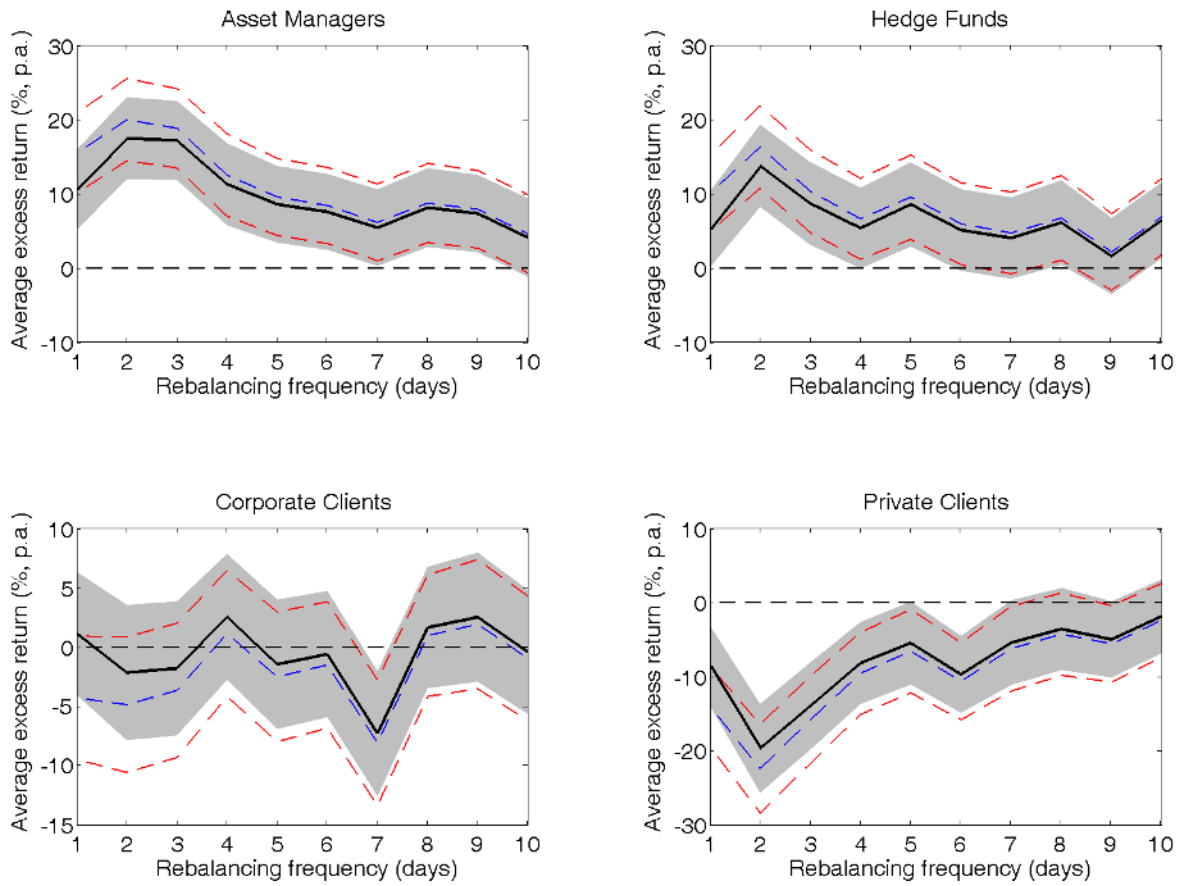 Asset Managers
Average excess return (%, p.a.)
30
20
10
0
-10
1 2 3 4 5 6 7 8 9 10
Rebalancing frequency (days)
Hedge Funds
Average excess return (%, p.a.)
30
20
10
0
-10
1 2 3 4 5 6 7 8 9 10
Rebalancing frequency (days)
Corporate Clients
Average excess return (%, p.a.)
10
5
0
-5
-10
-15
1 2 3 4 5 6 7 8 9 10
Rebalancing frequency (days)
Private Clients
Average excess return (%, p.a.)
10
0
-10
-20
-30
1 2 3 4 5 6 7 8 9 10
Rebalancing frequency (days)